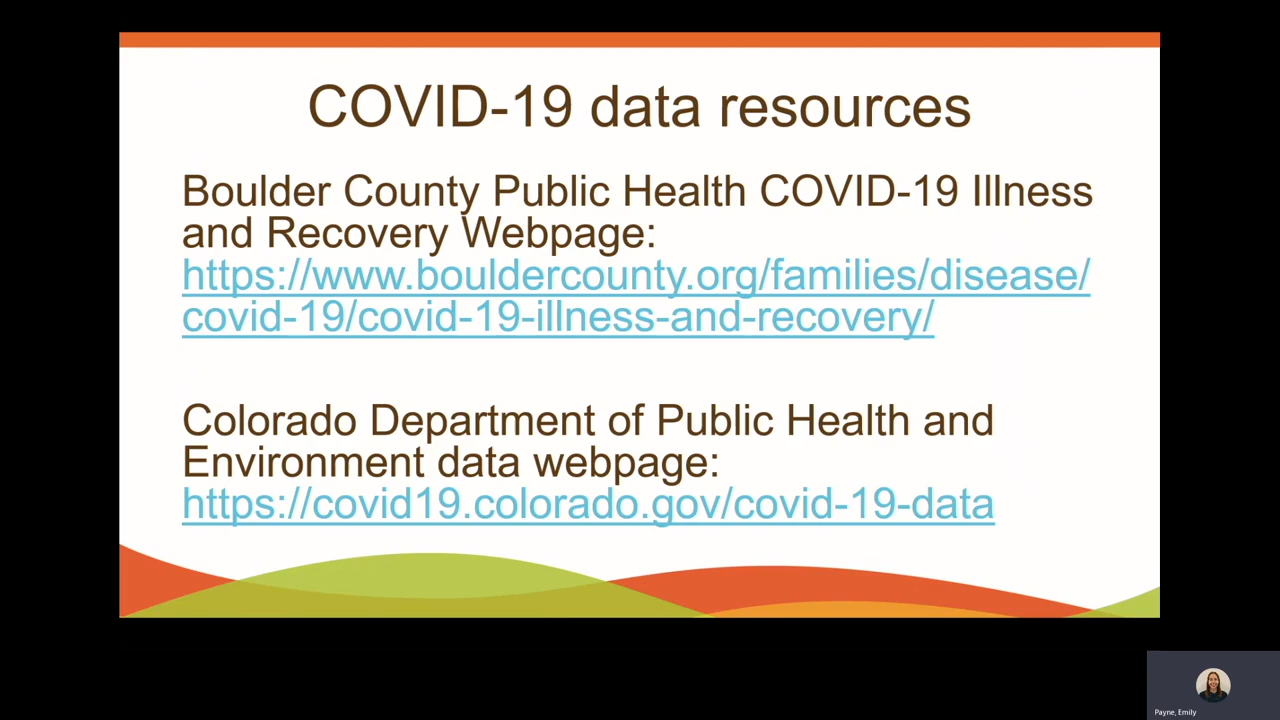 COVID-19 data resources
Boulder County Public Health COVID-19 Illness
and Recovery Webpage:
https://www.bouldercounty.org/families/disease/
covid-19/covid-19-illness-and-recovery/
Colorado Department of Public Health and
Environment data webpage:
https://covid19.colorado.gov/covid-19-data
Payne, Emily